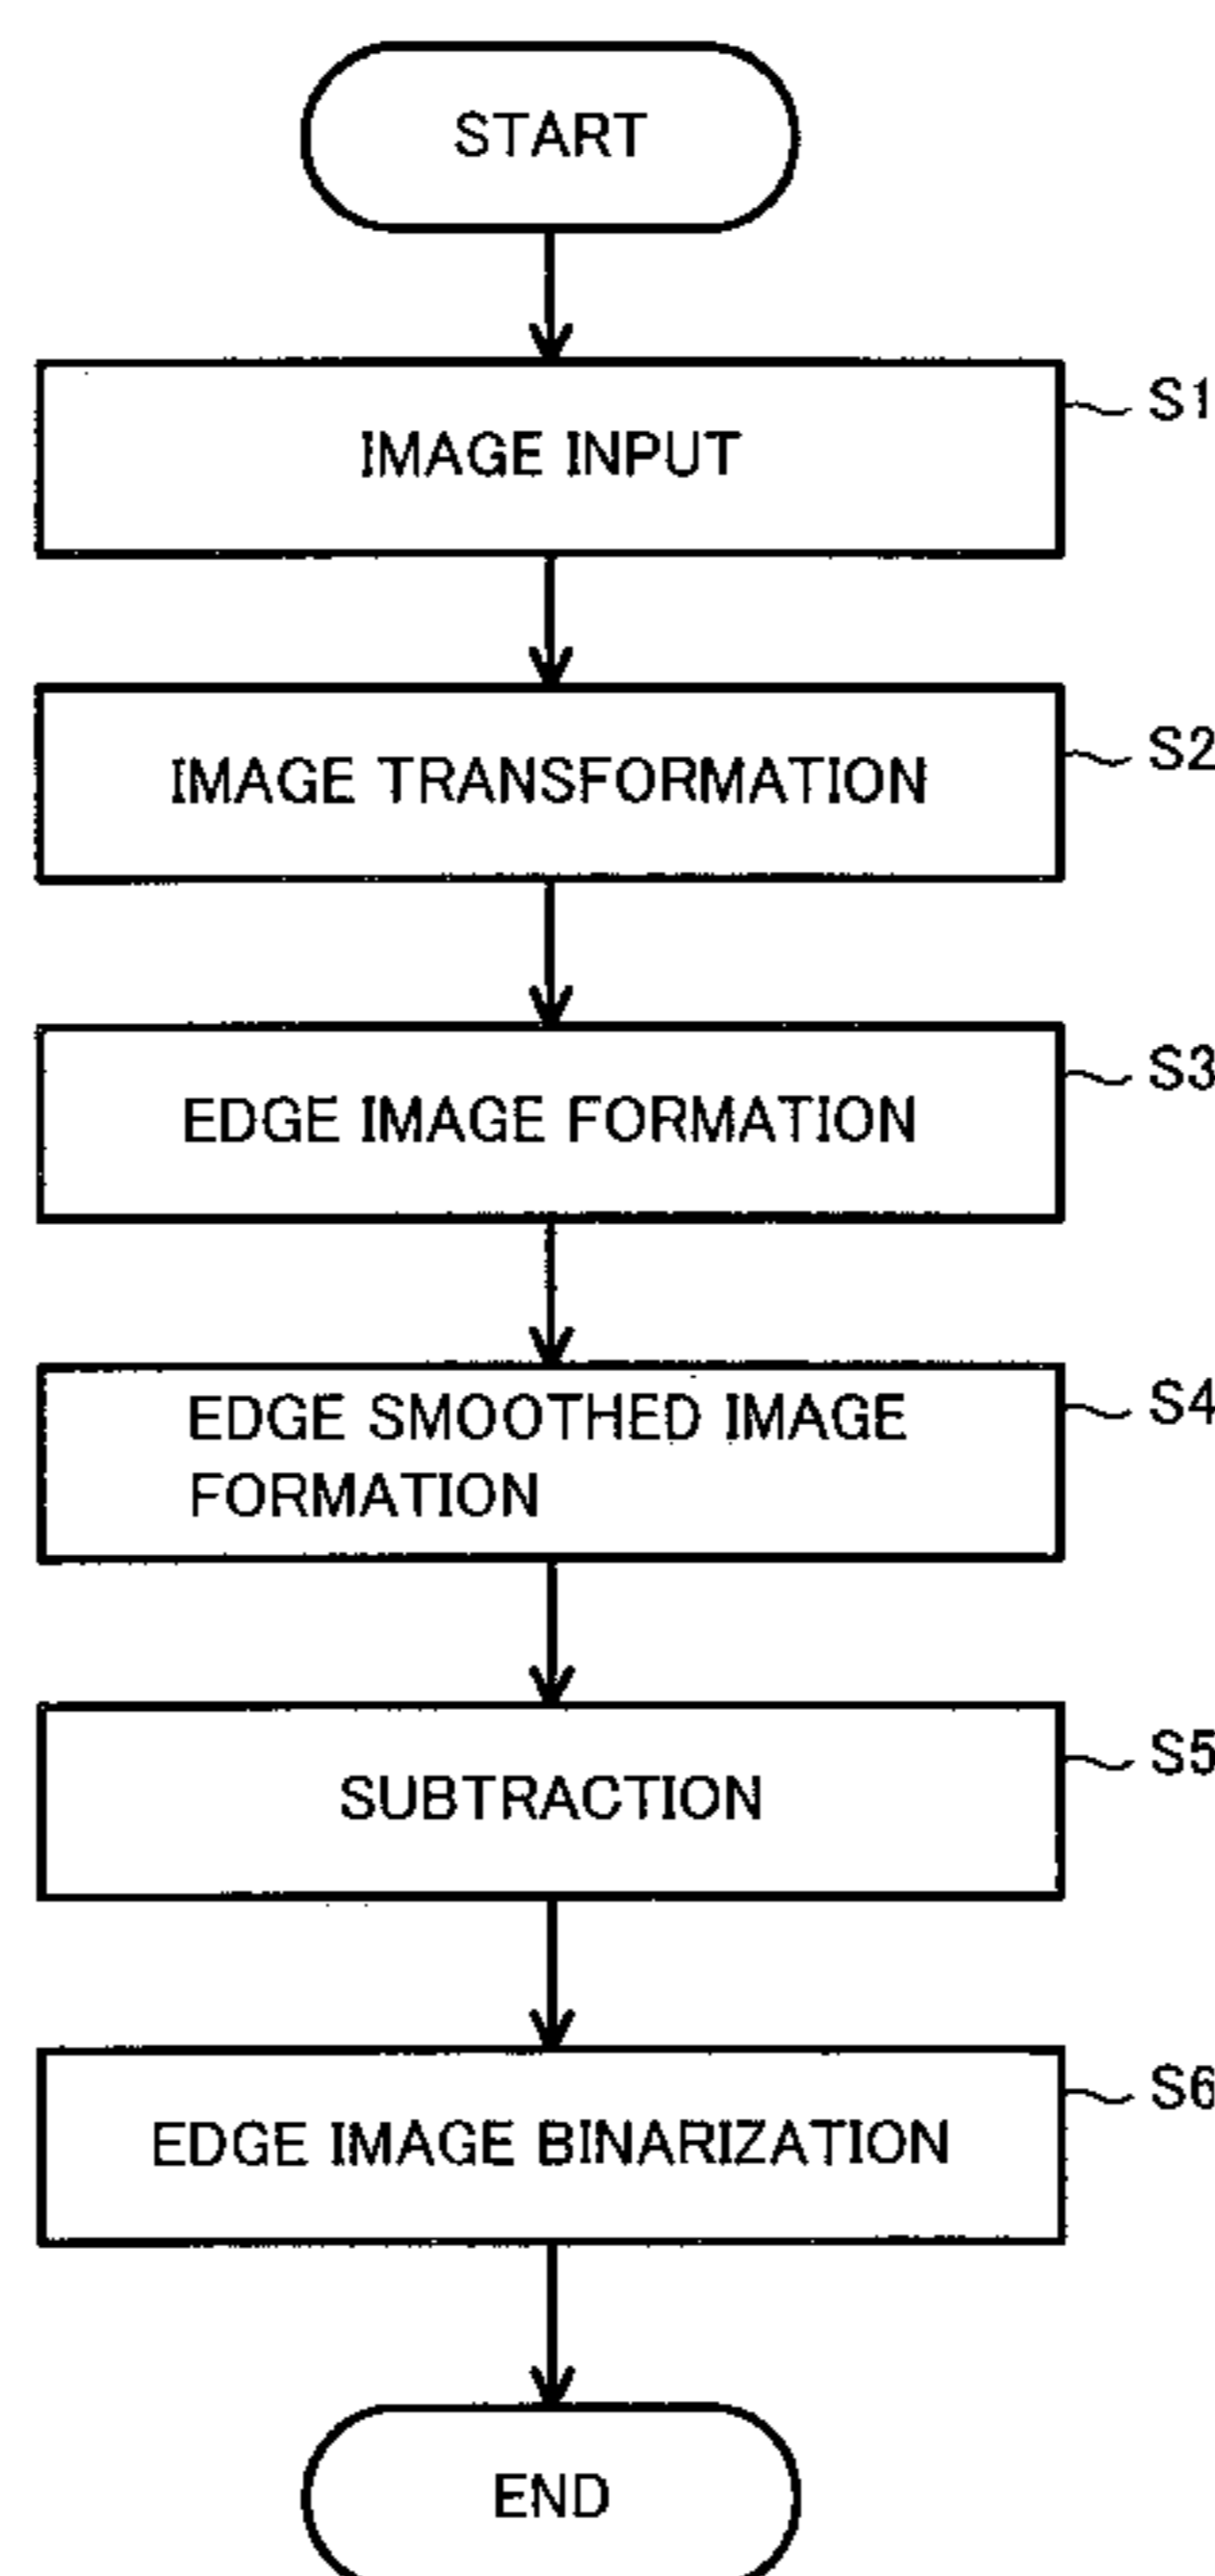 START
IMAGE INPUT
S1
IMAGE TRANSFORMATION
S2
EDGE IMAGE FORMATION
S3
EDGE SMOOTHED IMAGE
FORMATION
S4
SUBTRACTION
S5
EDGE IMAGE BINARIZATION
S6
END